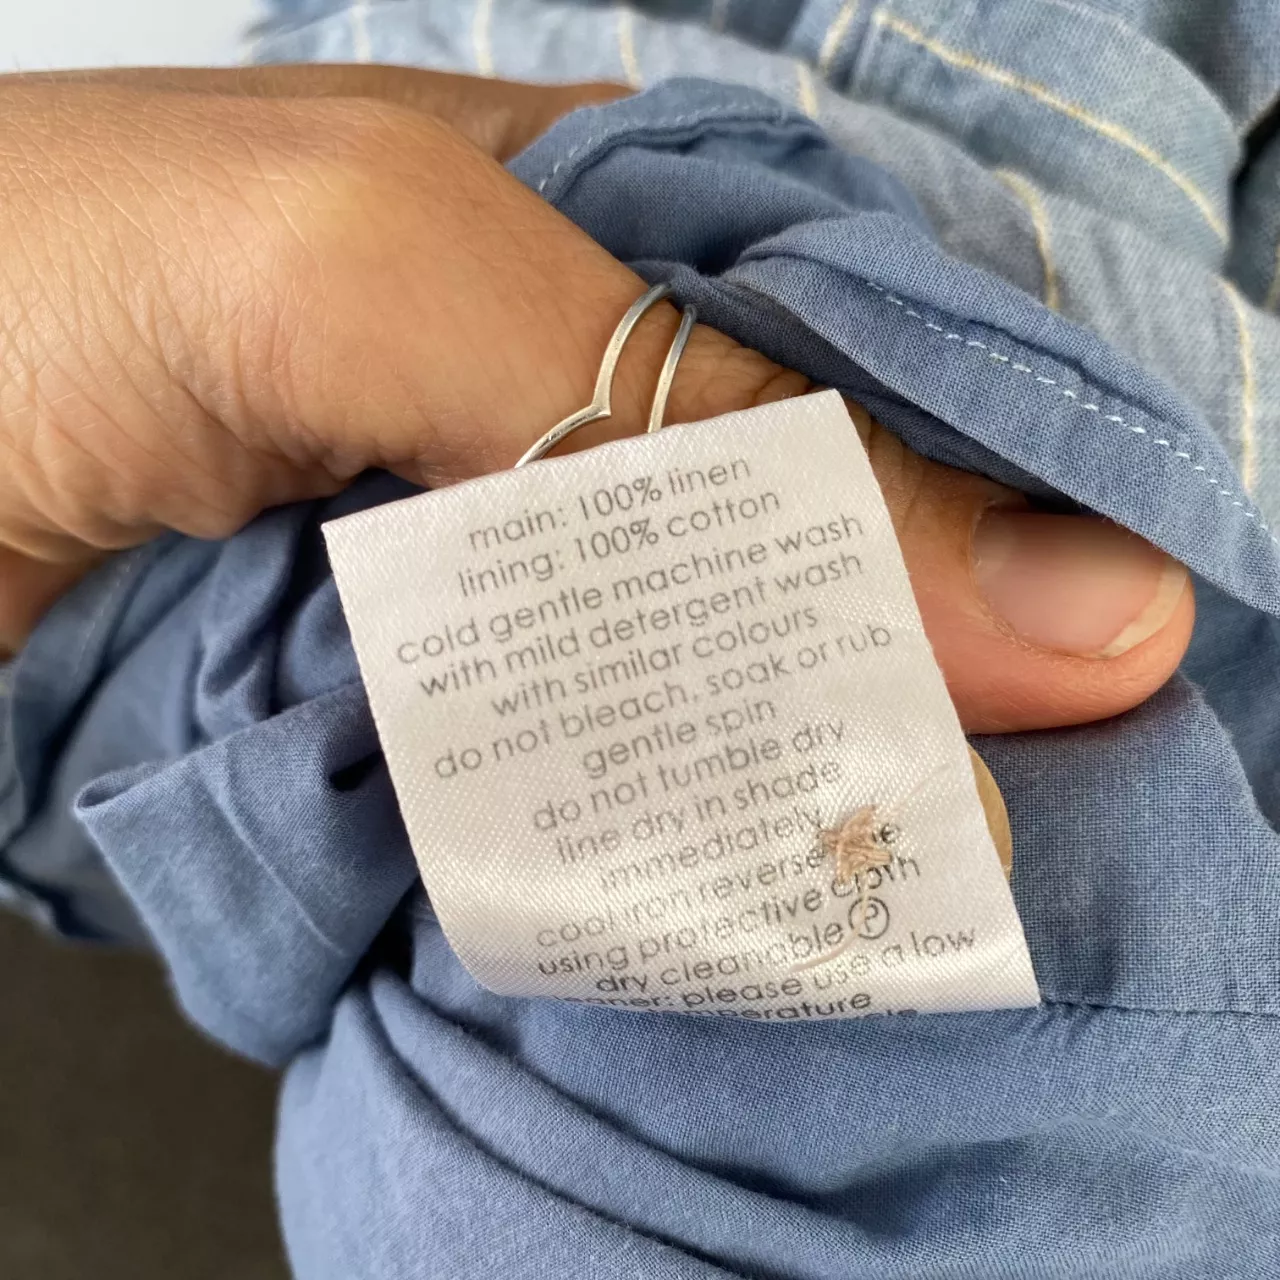 main: 100% linen
lining: 100% cotton
cold gentle machine wash
with mild detergent wash
with similar colours
do not bleach, soak or rub
gentle spin
do not tumble dry
line dry in shade
immediately
cool iron reverse
using protective cloth
dry cleanable Ⓟ
please use a low
temperature